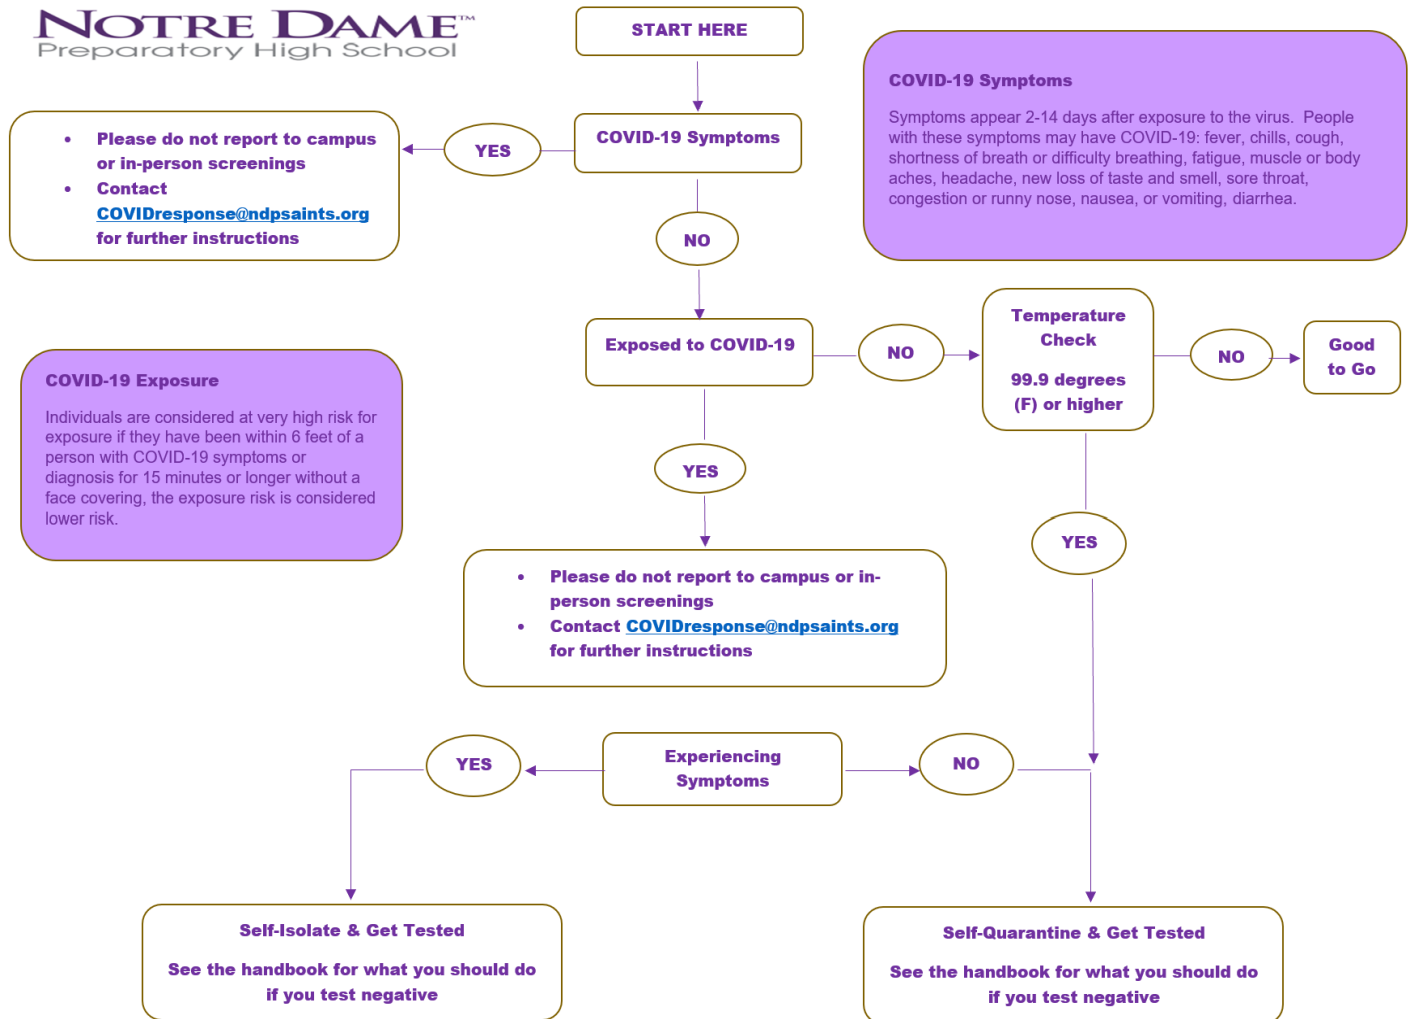 NOTRE DAME™
Preparatory High School
START HERE
COVID-19 Symptoms
Symptoms appear 2-14 days after exposure to the virus.  People
with these symptoms may have COVID-19: fever, chills, cough,
shortness of breath or difficulty breathing, fatigue, muscle or body
aches, headache, new loss of taste and smell, sore throat,
congestion or runny nose, nausea, or vomiting, diarrhea.
COVID-19 Symptoms
YES
• Please do not report to campus
or in-person screenings
• Contact
COVIDresponse@ndpsaints.org
for further instructions
NO
Exposed to COVID-19
NO
Temperature
Check
99.9 degrees
(F) or higher
NO
Good
to Go
COVID-19 Exposure
Individuals are considered at very high risk for
exposure if they have been within 6 feet of a
person with COVID-19 symptoms or
diagnosis for 15 minutes or longer without a
face covering, the exposure risk is considered
lower risk.
YES
YES
• Please do not report to campus or in-
person screenings
• Contact COVIDresponse@ndpsaints.org
for further instructions
Experiencing
Symptoms
YES
NO
Self-Isolate & Get Tested
See the handbook for what you should do
if you test negative
Self-Quarantine & Get Tested
See the handbook for what you should do
if you test negative